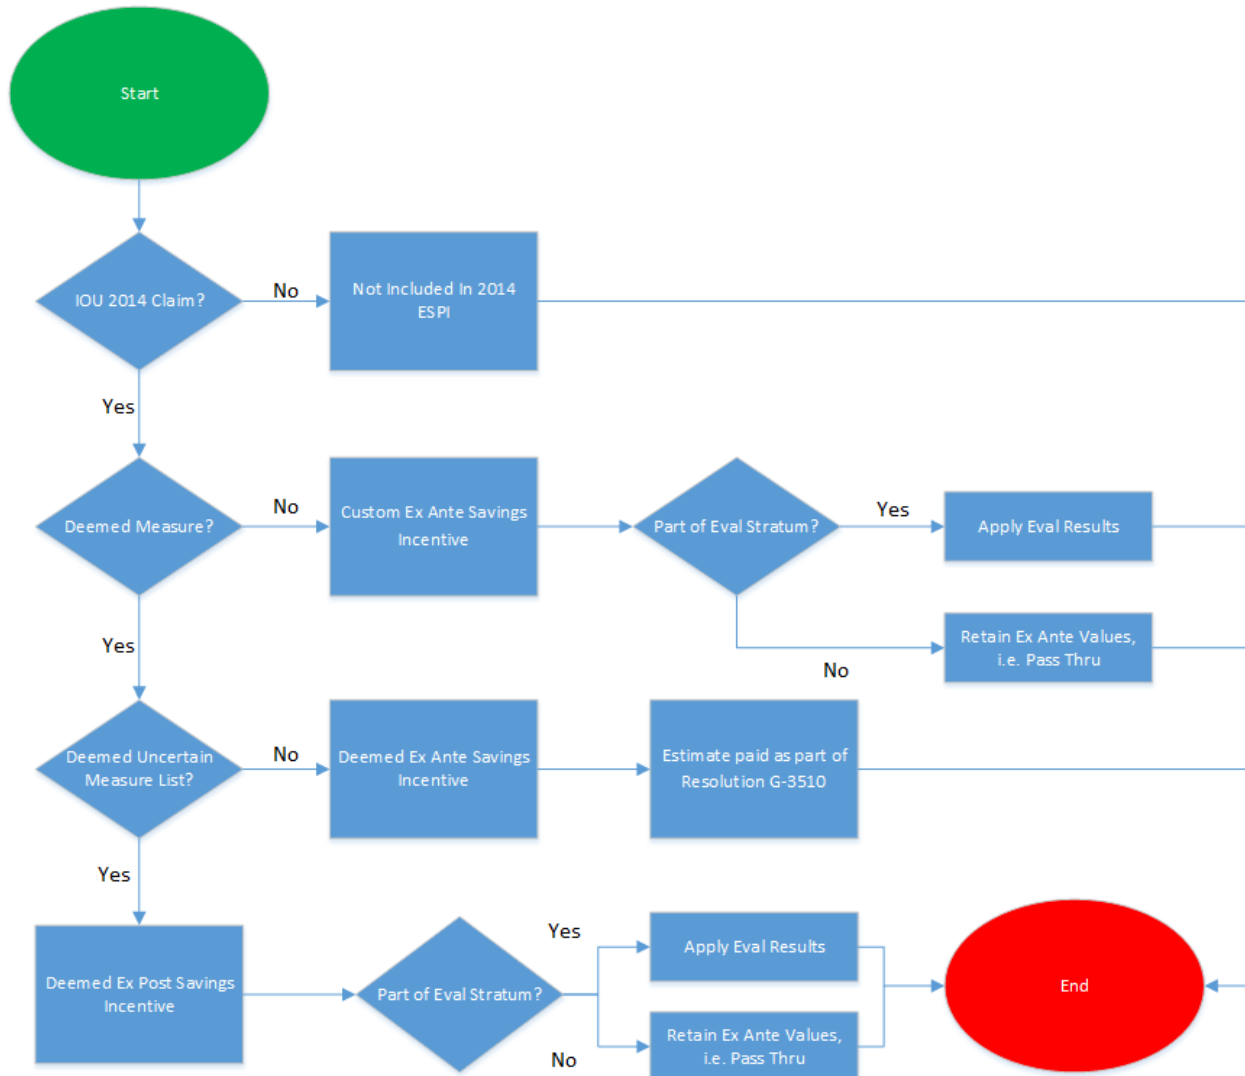 Start
IOU 2014 Claim?
No
Not Included In 2014
ESPI
Yes
Deemed Measure?
No
Custom Ex Ante Savings
Incentive
Part of Eval Stratum?
Yes
Apply Eval Results
No
Retain Ex Ante Values,
i.e. Pass Thru
Yes
Deemed Uncertain
Measure List?
No
Deemed Ex Ante Savings
Incentive
Estimate paid as part of
Resolution G-3510
Yes
Deemed Ex Post Savings
Incentive
Part of Eval Stratum?
Yes
Apply Eval Results
No
Retain Ex Ante Values,
i.e. Pass Thru
End